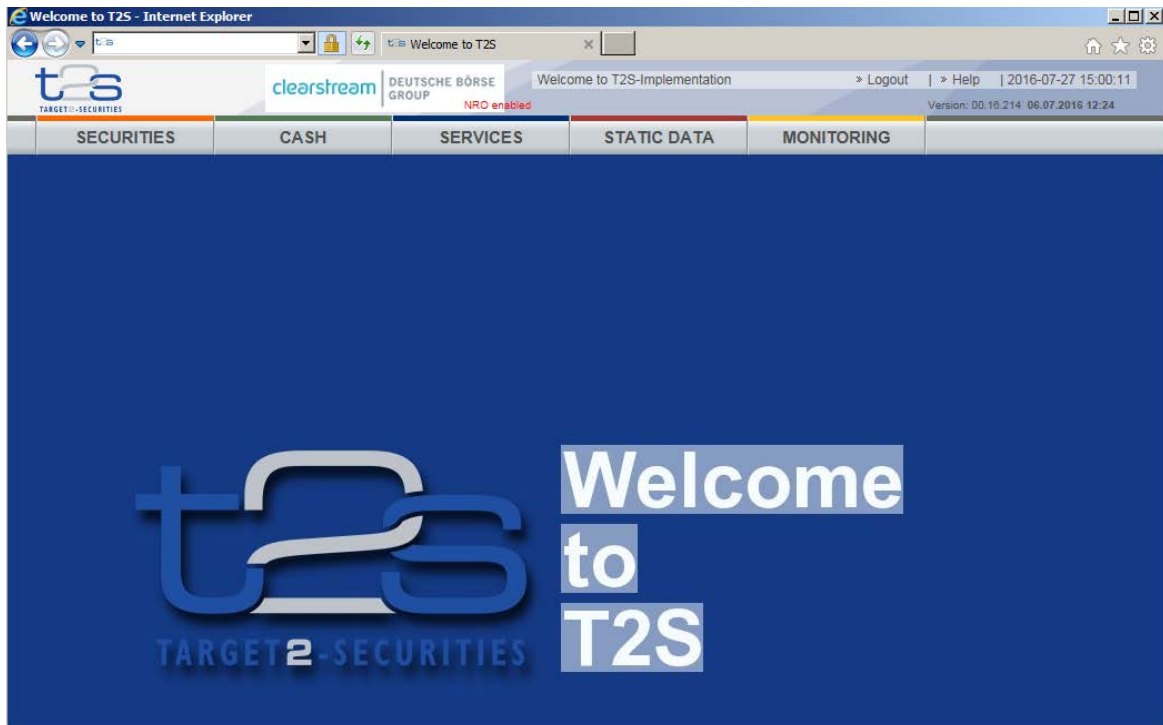 Welcome to T2S - Internet Explorer
t2s Welcome to T2S
t2s
TARGET2-SECURITIES
clearstream
DEUTSCHE BÖRSE
GROUP
NRO enabled
Welcome to T2S-Implementation
» Logout | » Help | 2016-07-27 15:00:11
Version: 00.16.214 06.07.2016 12:24
SECURITIES CASH SERVICES STATIC DATA MONITORING
t2s
TARGET2-SECURITIES
Welcome
to
T2S